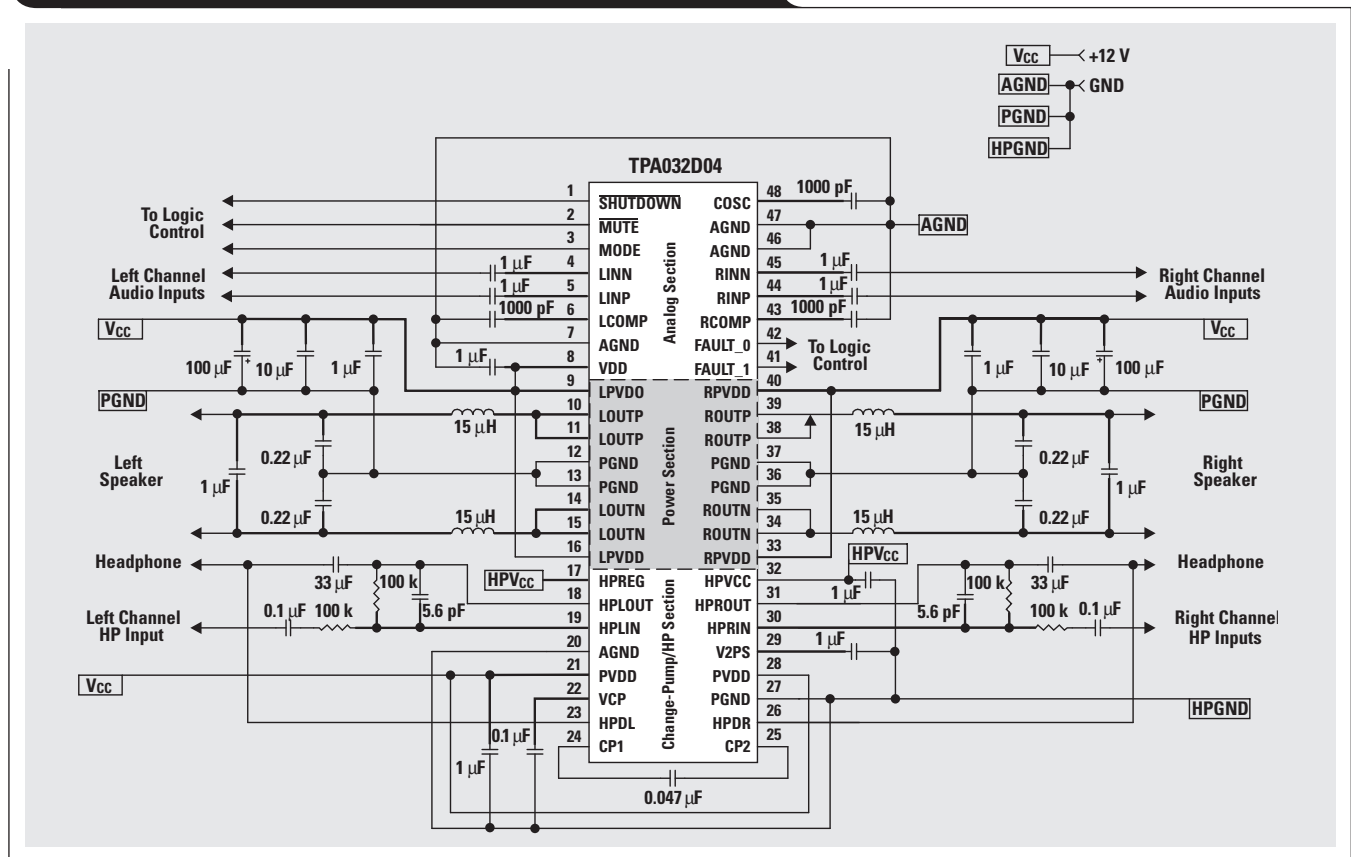 Vcc
+12 V
AGND
GND
PGND
HPGND
TPA032D04
Analog Section
Power Section
Change-Pump/HP Section
1 SHUTDOWN
2 MUTE
3 MODE
4 LINN
5 LINP
6 LCOMP
7 AGND
8 VDD
9 LPVDO
10 LOUTP
11 LOUTP
12 PGND
13 PGND
14 LOUTN
15 LOUTN
16 LPVDD
17 HPREG
18 HPLOUT
19 HPLIN
20 AGND
21 PVDD
22 VCP
23 HPDL
24 CP1
COSC 48
AGND 47
AGND 46
RINN 45
RINP 44
RCOMP 43
FAULT_0 42
FAULT_1 41
RPVDD 40
ROUTP 39
ROUTP 38
PGND 37
PGND 36
ROUTN 35
ROUTN 34
RPVDD 33
HPVCC 32
HPROUT 31
HPRIN 30
V2PS 29
PVDD 28
PGND 27
HPDR 26
CP2 25
To Logic
Control
Left Channel
Audio Inputs
1 µF
1 µF
1000 pF
Vcc
1 µF
100 µF
+
10 µF
1 µF
PGND
15 µH
0.22 µF
Left
Speaker
1 µF
0.22 µF
15 µH
Headphone
33 µF
100 k
5.6 pF
HPVcc
0.1 µF
100 k
Left Channel
HP Input
Vcc
0.1 µF
1 µF
0.047 µF
1000 pF
AGND
1 µF
1 µF
1000 pF
Right Channel
Audio Inputs
To Logic
Control
Vcc
1 µF
10 µF
+
100 µF
PGND
15 µH
0.22 µF
Right
Speaker
1 µF
0.22 µF
15 µH
HPVcc
1 µF
Headphone
100 k
33 µF
5.6 pF
100 k
0.1 µF
Right Channel
HP Inputs
1 µF
HPGND